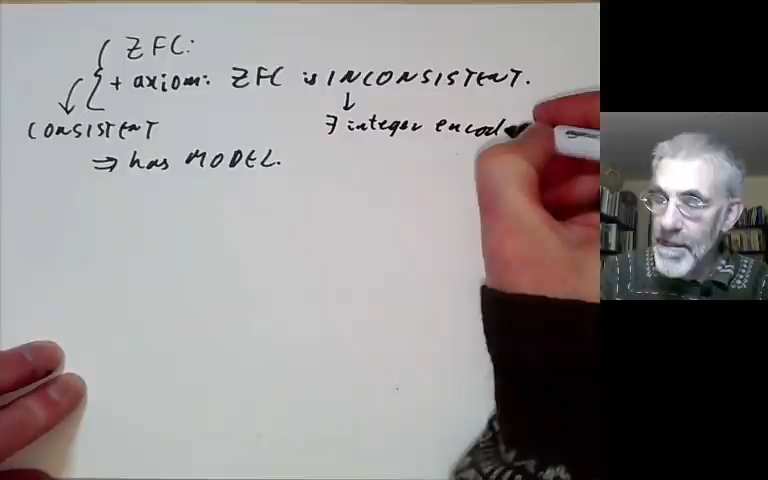 ZFC:
+ axiom: ZFC is INCONSISTENT.
CONSISTENT
∃ integer encod
⇒ has MODEL.